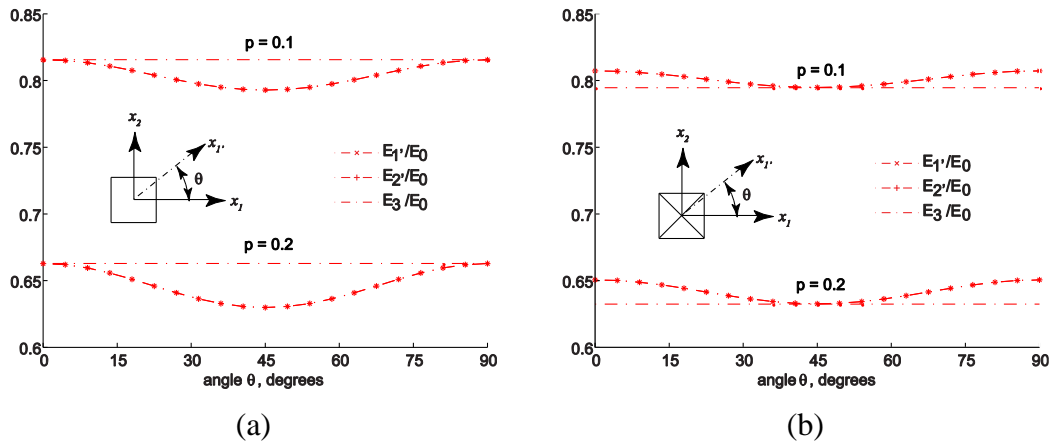 0.85
0.8
0.75
0.7
0.65
0.6
p = 0.1
x2
x1'
θ
x1
E1'/E0
E2'/E0
E3/E0
p = 0.2
0 15 30 45 60 75 90
angle θ, degrees
(a)
0.85
0.8
0.75
0.7
0.65
0.6
p = 0.1
x2
x1'
θ
x1
E1'/E0
E2'/E0
E3/E0
p = 0.2
0 15 30 45 60 75 90
angle θ, degrees
(b)